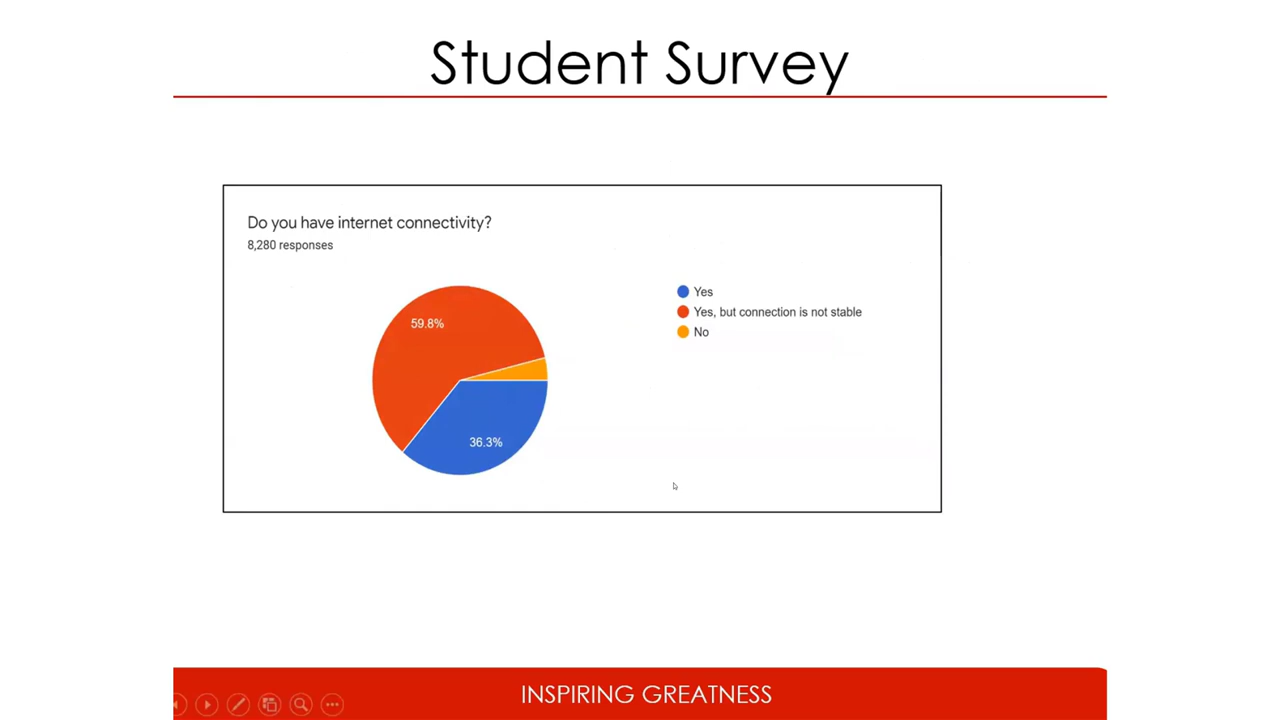 Student Survey
Do you have internet connectivity?
8,280 responses
59.8%
36.3%
Yes
Yes, but connection is not stable
No
INSPIRING GREATNESS